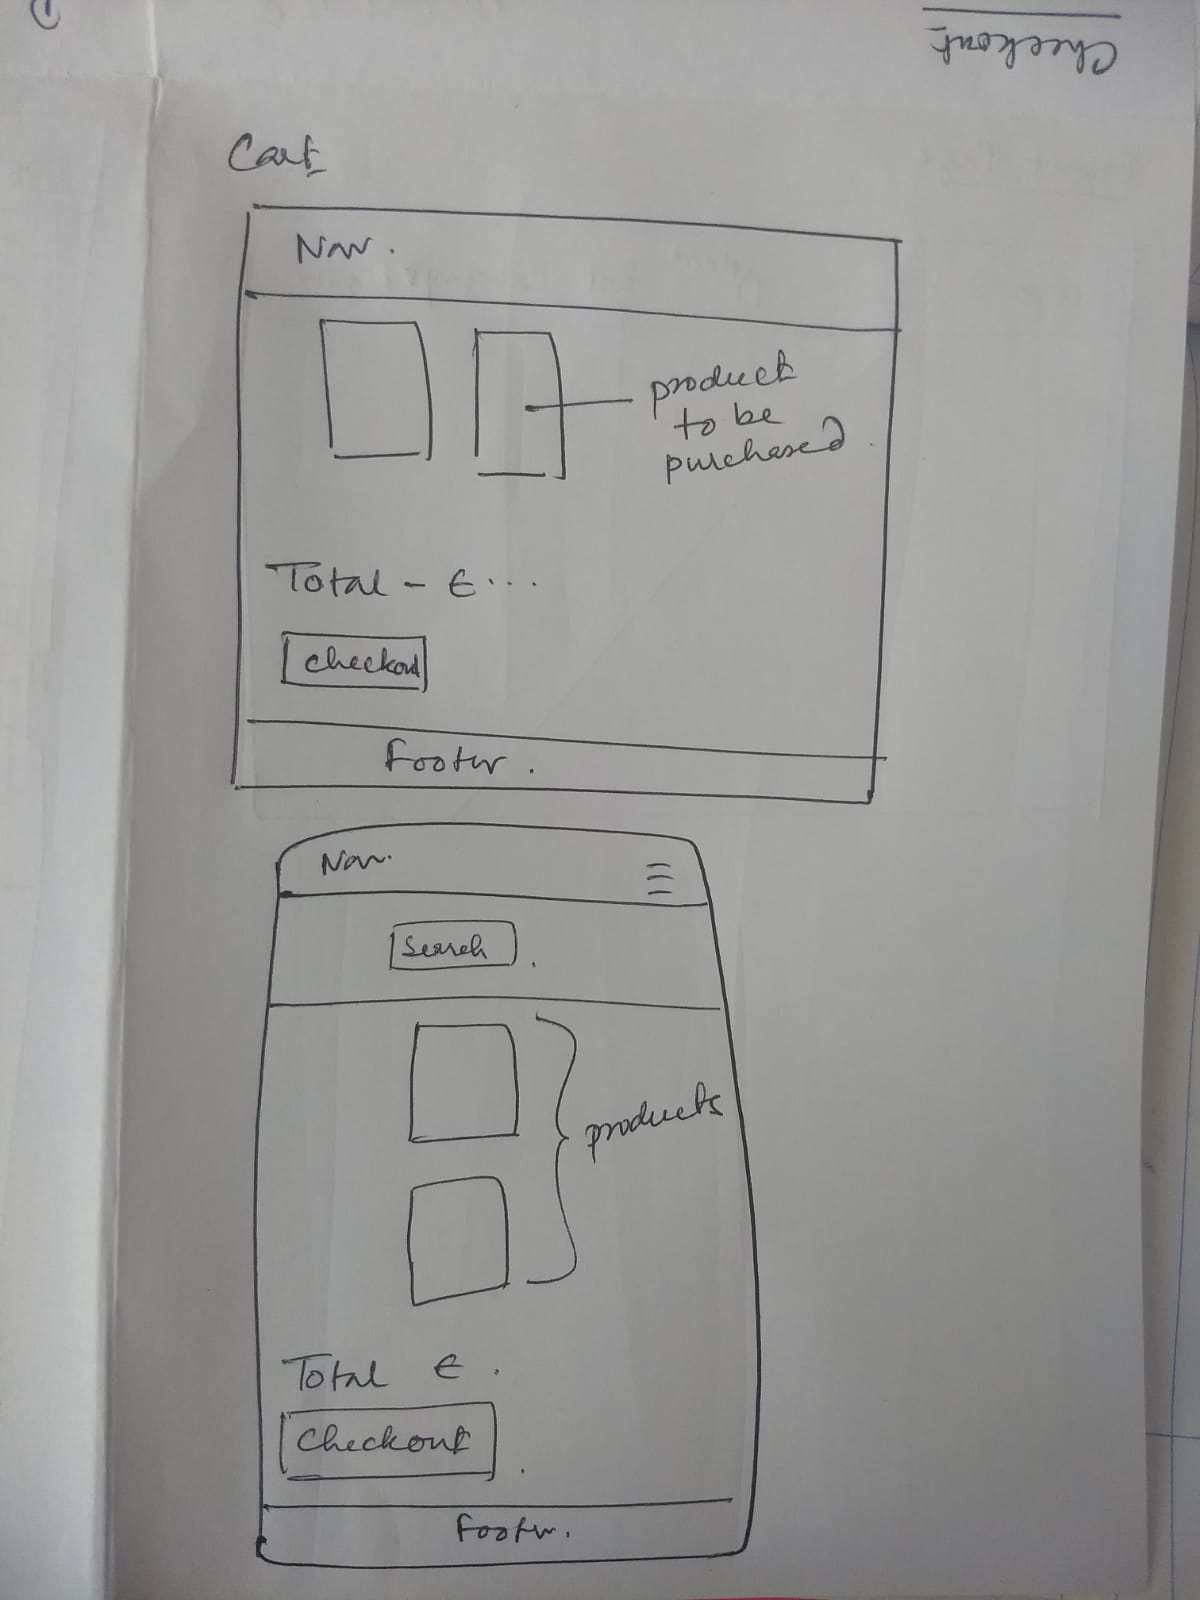 Checkout
Cart
Nav.
product
to be
purchased
Total - €...
checkout
Footer.
Nav.
Search
products
Total €.
Checkout
Footer.